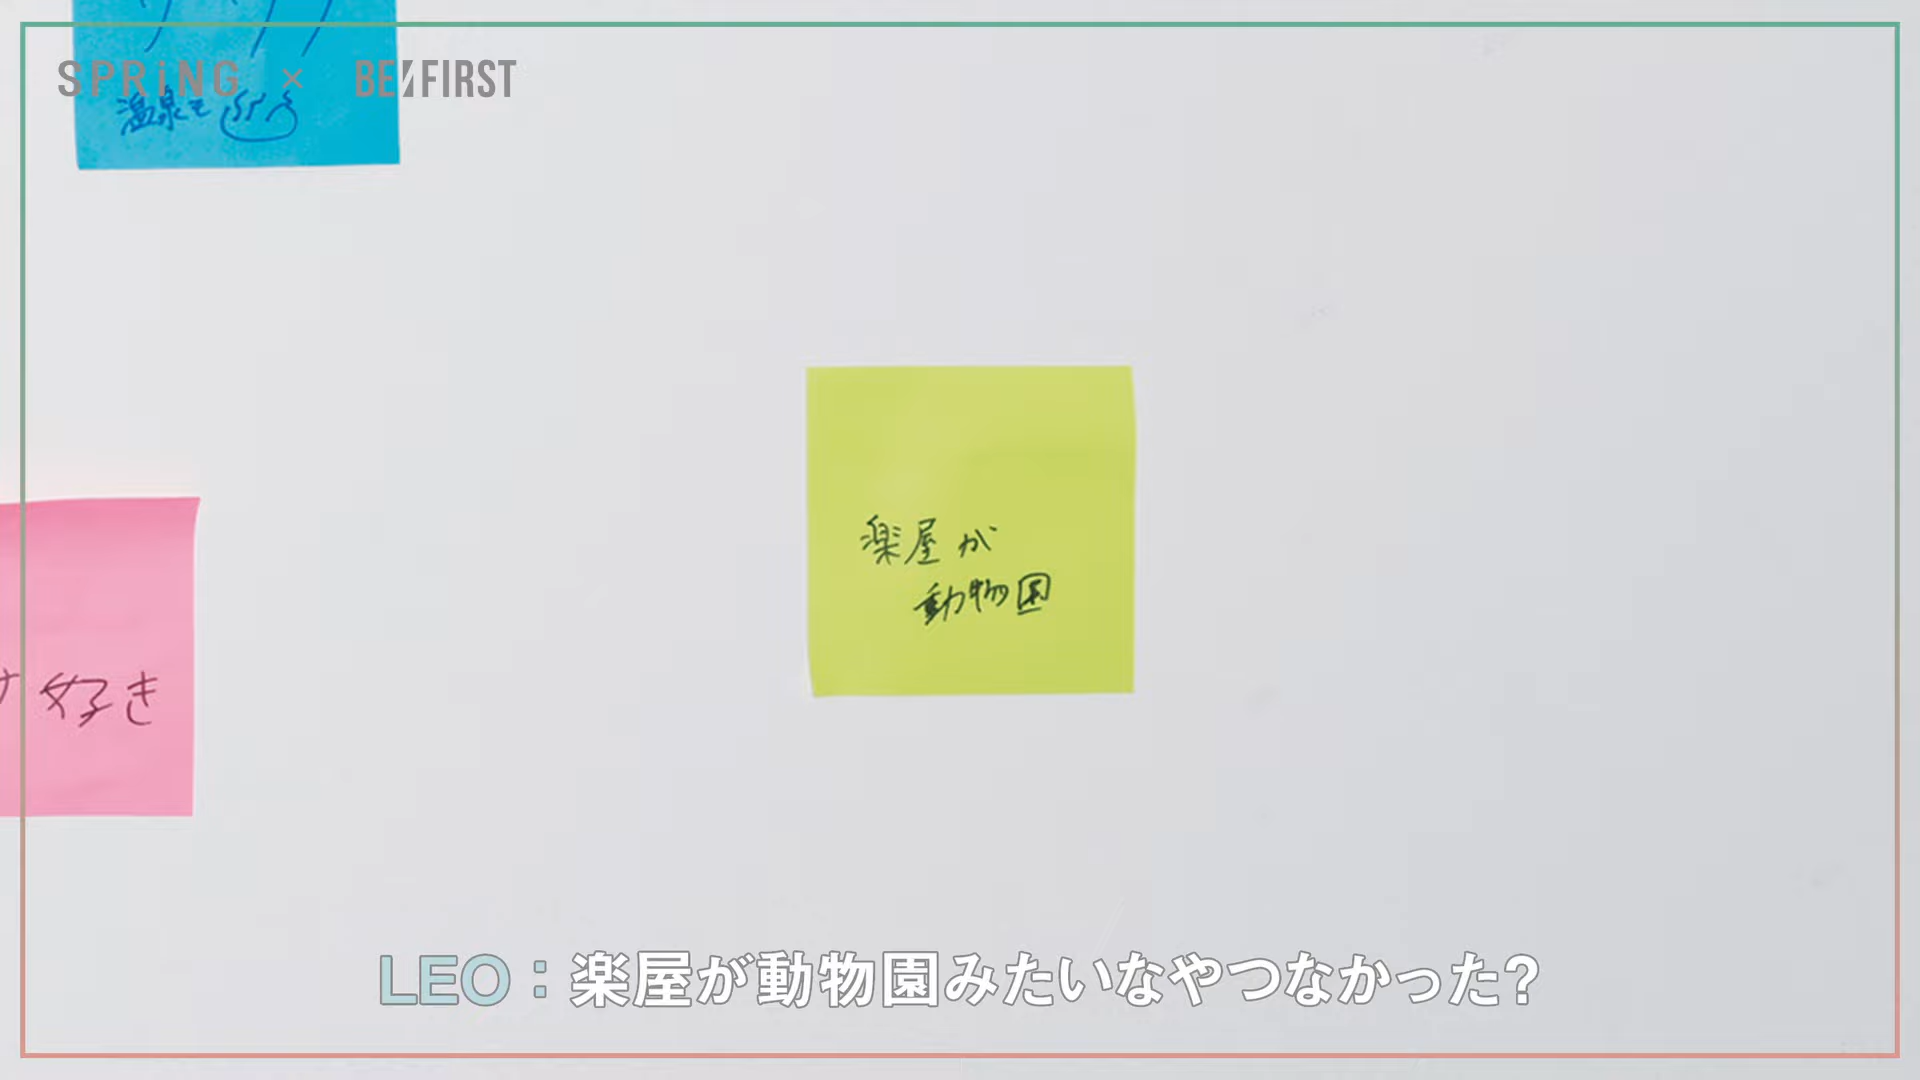 SPRiNG × BE:FIRST
温泉を
楽屋が
動物園
好き
LEO：楽屋が動物園みたいなやつなかった?